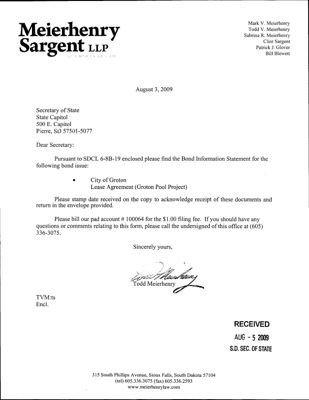 Meierhenry
Sargent LLP
Mark V. Meierhenry
Todd V. Meierhenry
Sabrina R. Meierhenry
Clint Sargent
Patrick J. Glover
Bill Blewett
August 3, 2009
Secretary of State
State Capitol
500 E. Capitol
Pierre, SD 57501-5077
Dear Secretary:
Pursuant to SDCL 6-8B-19 enclosed please find the Bond Information Statement for the
following bond issue:
• City of Groton
Lease Agreement (Groton Pool Project)
Please stamp date received on the copy to acknowledge receipt of these documents and
return in the envelope provided.
Please bill our pad account # 100064 for the $1.00 filing fee. If you should have any
questions or comments relating to this form, please call the undersigned of this office at (605)
336-3075.
Sincerely yours,
Todd Meierhenry
TVM:ts
Encl.
RECEIVED
AUG - 5 2009
S.D. SEC. OF STATE
315 South Phillips Avenue, Sioux Falls, South Dakota 57104
(tel) 605.336.3075 (fax) 605.336.2593
www.meierhenrylaw.com